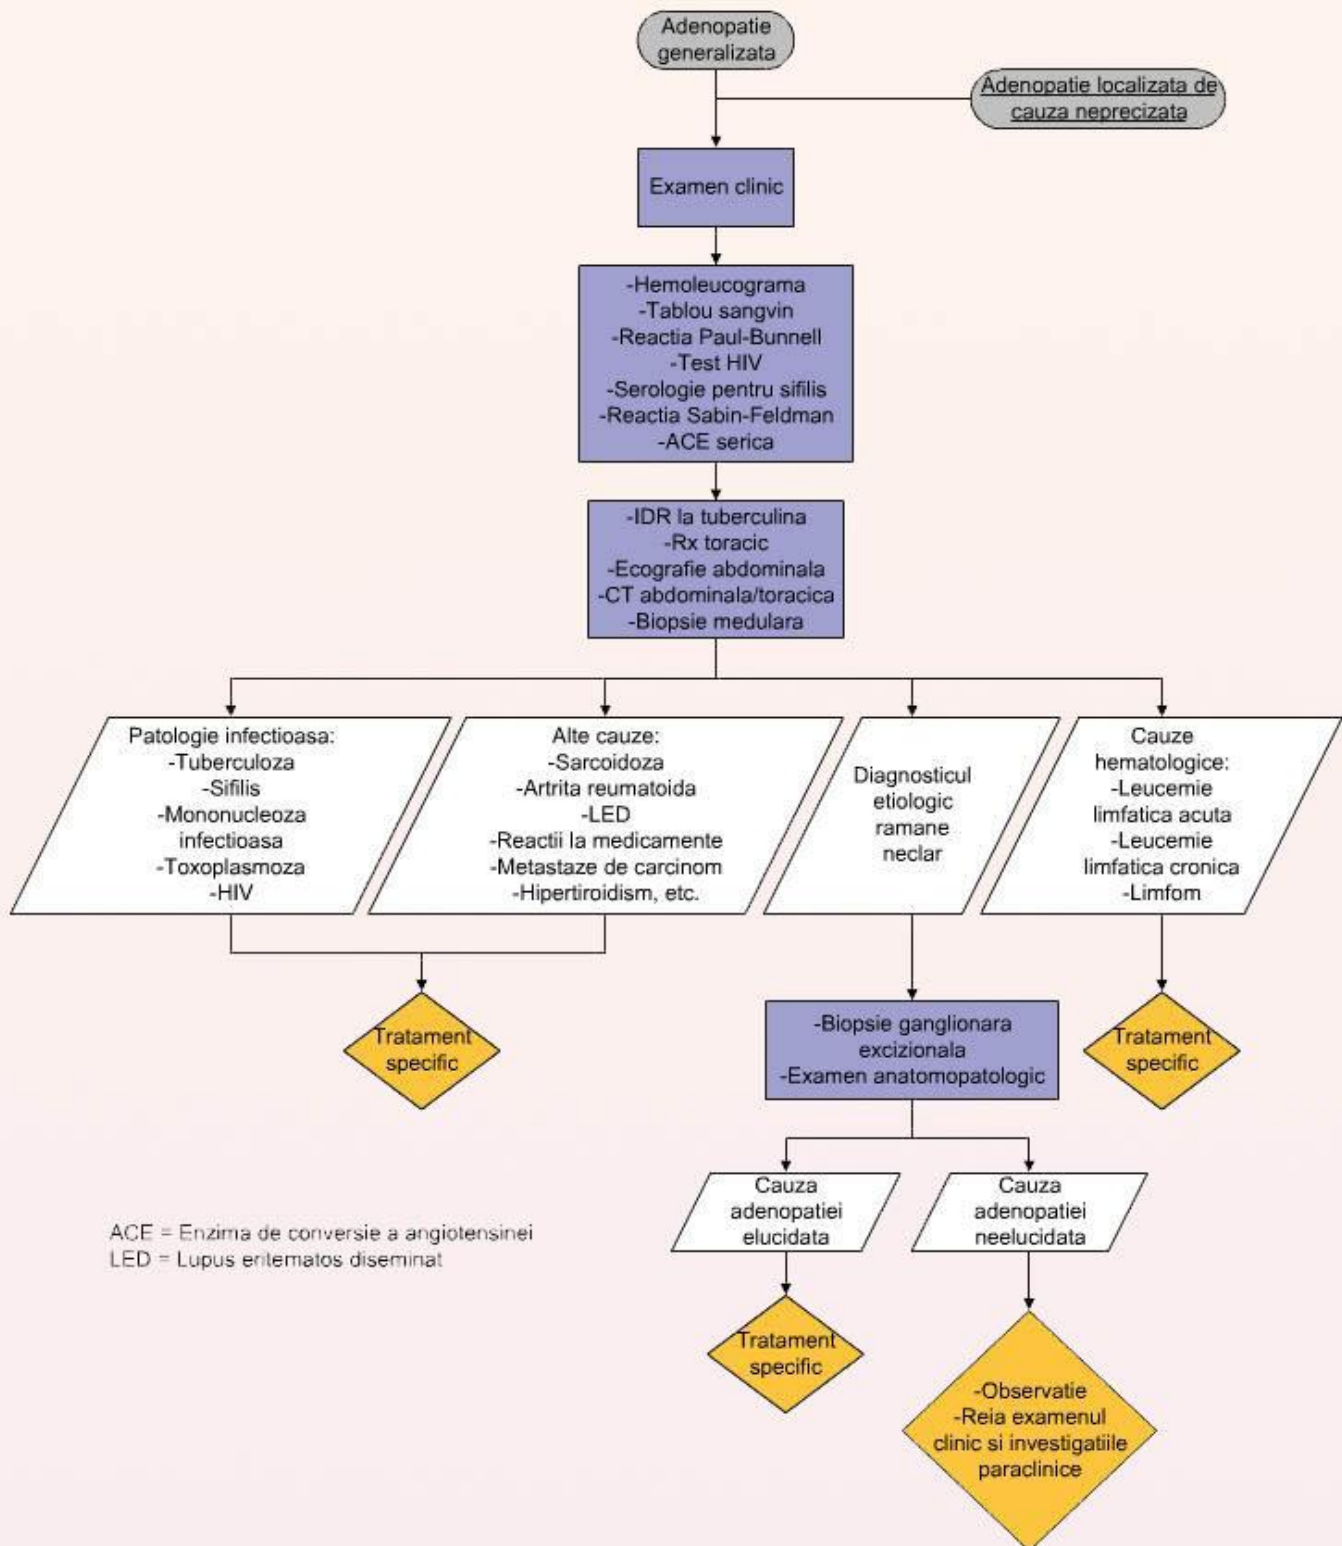 Adenopatie
generalizata
Adenopatie localizata de
cauza neprecizata
Examen clinic
-Hemoleucograma
-Tablou sangvin
-Reactia Paul-Bunnell
-Test HIV
-Serologie pentru sifilis
-Reactia Sabin-Feldman
-ACE serica
-IDR la tuberculina
-Rx toracic
-Ecografie abdominala
-CT abdominala/toracica
-Biopsie medulara
Patologie infectioasa:
-Tuberculoza
-Sifilis
-Mononucleoza
infectioasa
-Toxoplasmoza
-HIV
Alte cauze:
-Sarcoidoza
-Artrita reumatoida
-LED
-Reactii la medicamente
-Metastaze de carcinom
-Hipertiroidism, etc.
Diagnosticul
etiologic
ramane
neclar
Cauze
hematologice:
-Leucemie
limfatica acuta
-Leucemie
limfatica cronica
-Limfom
Tratament
specific
-Biopsie ganglionara
excizionala
-Examen anatomopatologic
Tratament
specific
Cauza
adenopatiei
elucidata
Cauza
adenopatiei
neelucidata
ACE = Enzima de conversie a angiotensinei
LED = Lupus eritematos diseminat
Tratament
specific
-Observatie
-Reia examenul
clinic si investigatiile
paraclinice